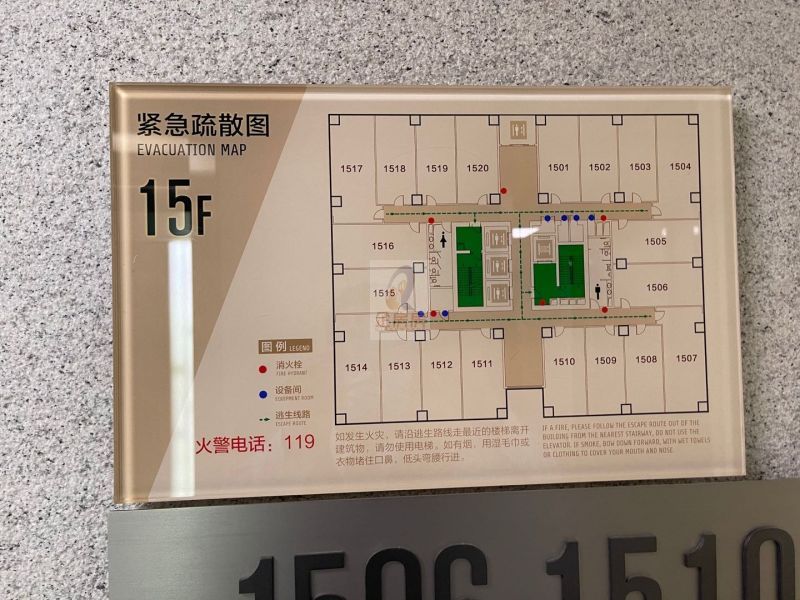 紧急疏散图
EVACUATION MAP
15F
1517 1518 1519 1520 1501 1502 1503 1504
1516 1505
1515 1506
1514 1513 1512 1511 1510 1509 1508 1507
图例 LEGEND
消火栓
FIRE HYDRANT
设备间
EQUIPMENT ROOM
逃生线路
ESCAPE ROUTE
火警电话：119
如发生火灾，请沿逃生路线走最近的楼梯离开
建筑物，请勿使用电梯。如有烟，用湿毛巾或
衣物堵住口鼻，低头弯腰行进。
IF A FIRE, PLEASE FOLLOW THE ESCAPE ROUTE OUT OF THE
BUILDING FROM THE NEAREST STAIRWAY, DO NOT USE THE
ELEVATOR. IF SMOKE, BOW DOWN FORWARD, WITH WET TOWELS
OR CLOTHING TO COVER YOUR MOUTH AND NOSE.
1506 1510